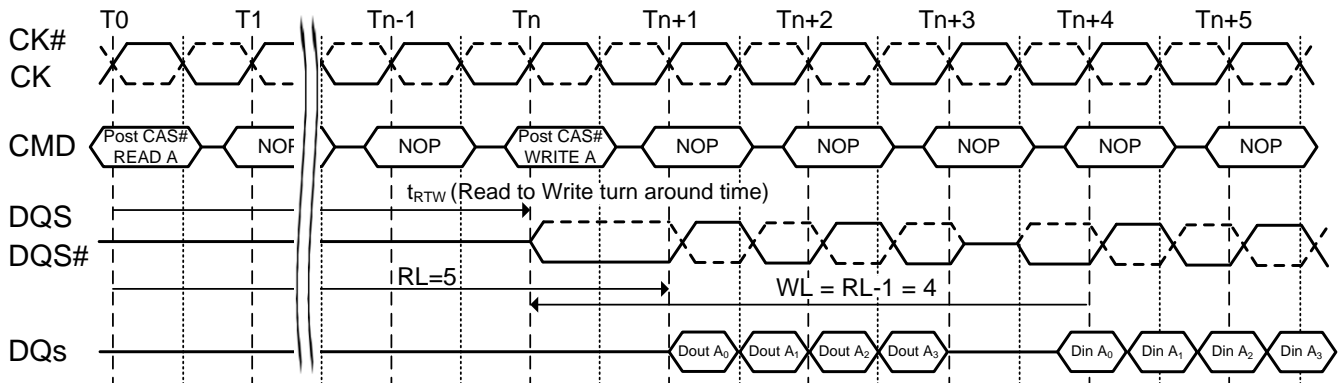 T0 T1 Tn-1 Tn Tn+1 Tn+2 Tn+3 Tn+4 Tn+5
CK#
CK
CMD
Post CAS#
READ A
NOP
NOP
Post CAS#
WRITE A
NOP
NOP
NOP
NOP
NOP
tRTW (Read to Write turn around time)
DQS
DQS#
RL=5
WL = RL-1 = 4
DQs
Dout A0
Dout A1
Dout A2
Dout A3
Din A0
Din A1
Din A2
Din A3